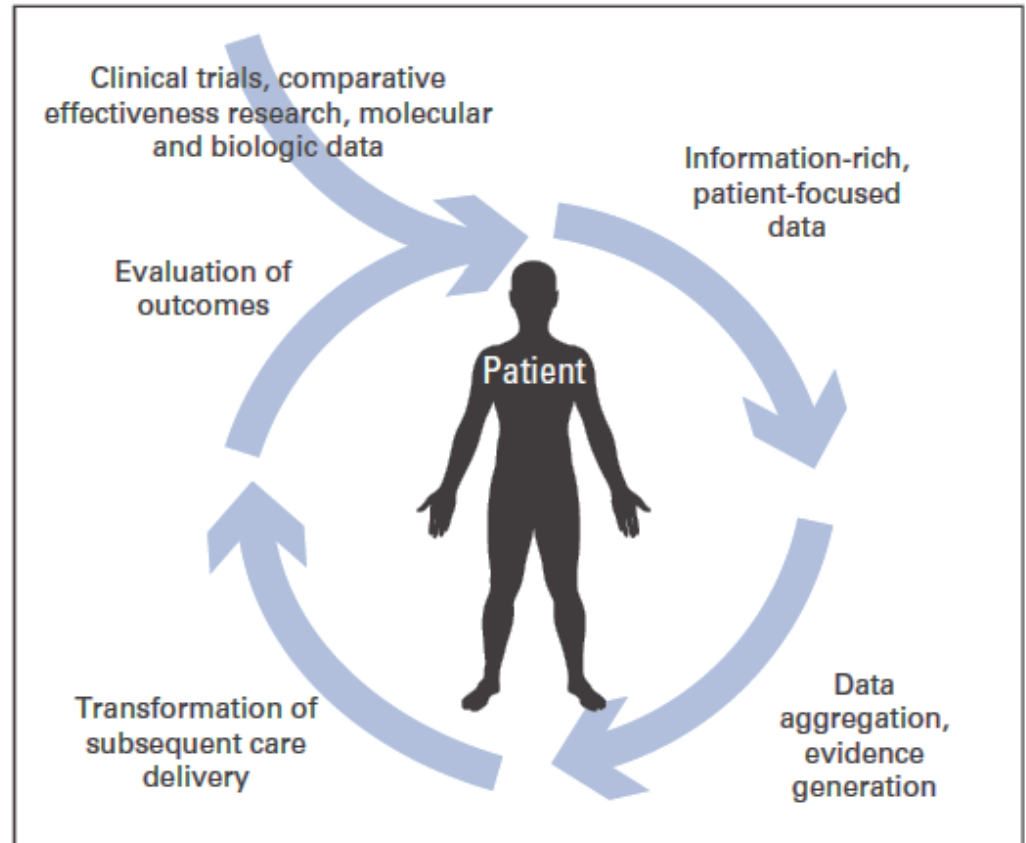 Clinical trials, comparative
effectiveness research, molecular
and biologic data
Information-rich,
patient-focused
data
Evaluation of
outcomes
Patient
Data
aggregation,
evidence
generation
Transformation of
subsequent care
delivery